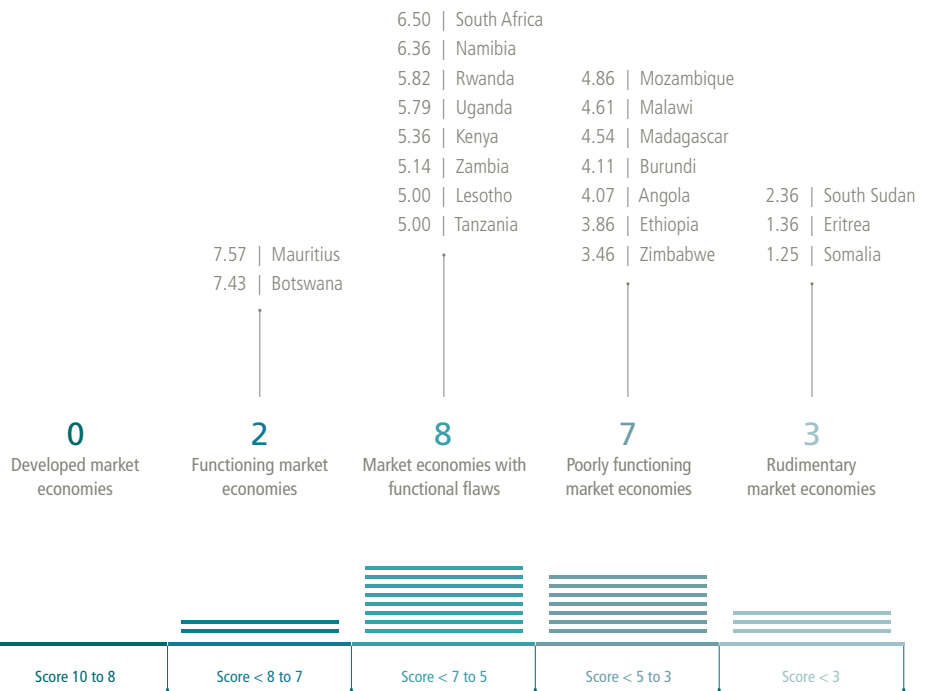 6.50 | South Africa
6.36 | Namibia
5.82 | Rwanda
5.79 | Uganda
5.36 | Kenya
5.14 | Zambia
5.00 | Lesotho
5.00 | Tanzania
4.86 | Mozambique
4.61 | Malawi
4.54 | Madagascar
4.11 | Burundi
4.07 | Angola
3.86 | Ethiopia
3.46 | Zimbabwe
2.36 | South Sudan
1.36 | Eritrea
1.25 | Somalia
7.57 | Mauritius
7.43 | Botswana
0
Developed market
economies
2
Functioning market
economies
8
Market economies with
functional flaws
7
Poorly functioning
market economies
3
Rudimentary
market economies
Score 10 to 8
Score < 8 to 7
Score < 7 to 5
Score < 5 to 3
Score < 3